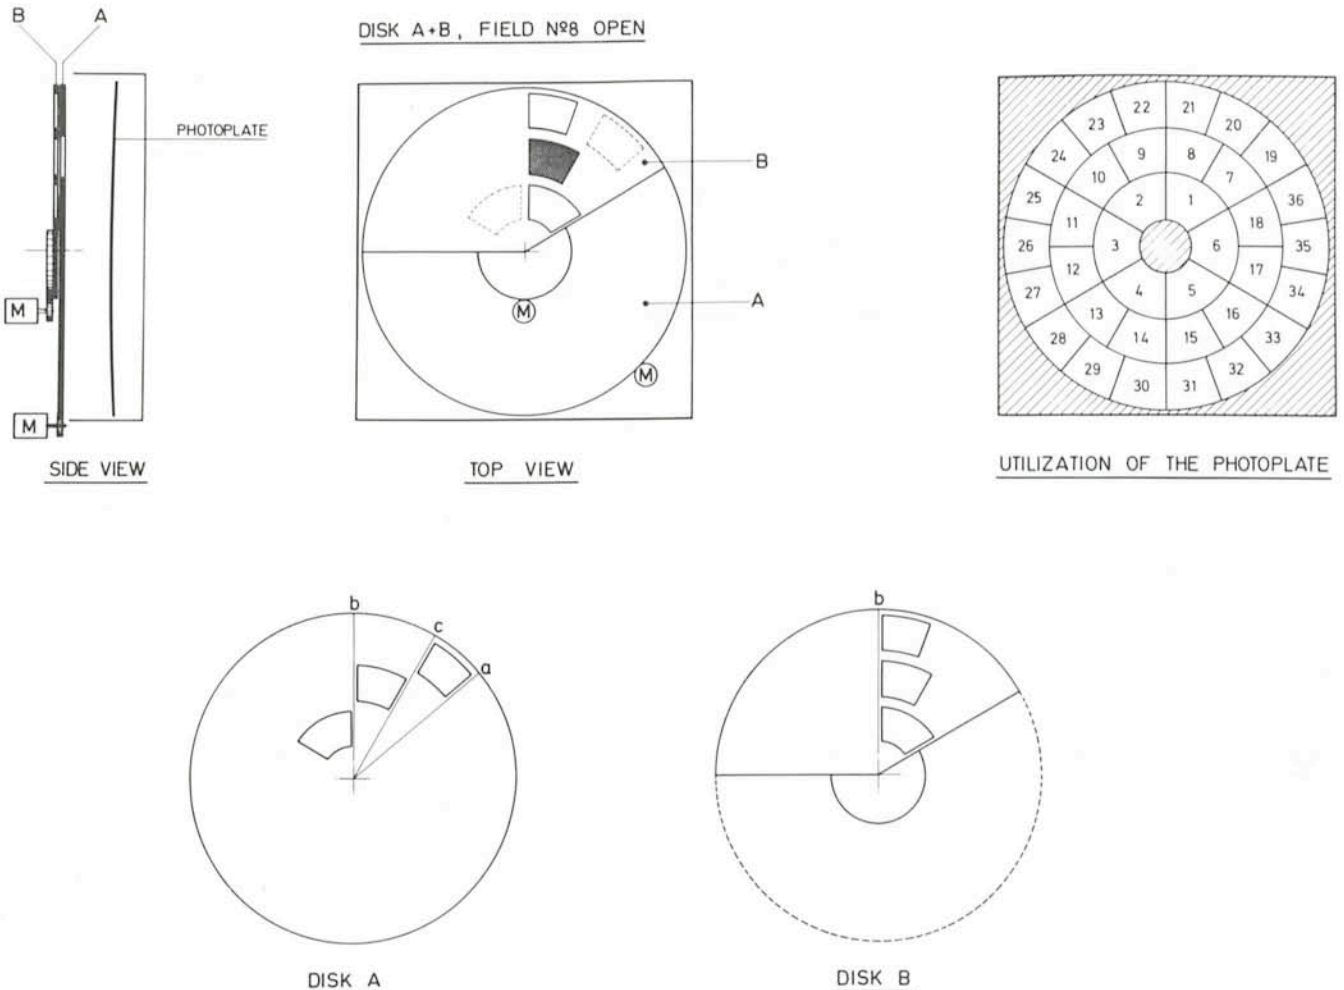 B A
DISK A+B, FIELD Nº8 OPEN
PHOTOPLATE
B
A
M
M
M
M
SIDE VIEW
TOP VIEW
22 21
23 20
24 9 8 19
10 7
25 2 1 36
11 18
26 3 6 35
12 17
27 4 5 34
13 16
28 14 15 33
29 32
30 31
UTILIZATION OF THE PHOTOPLATE
b
c
a
DISK A
b
DISK B